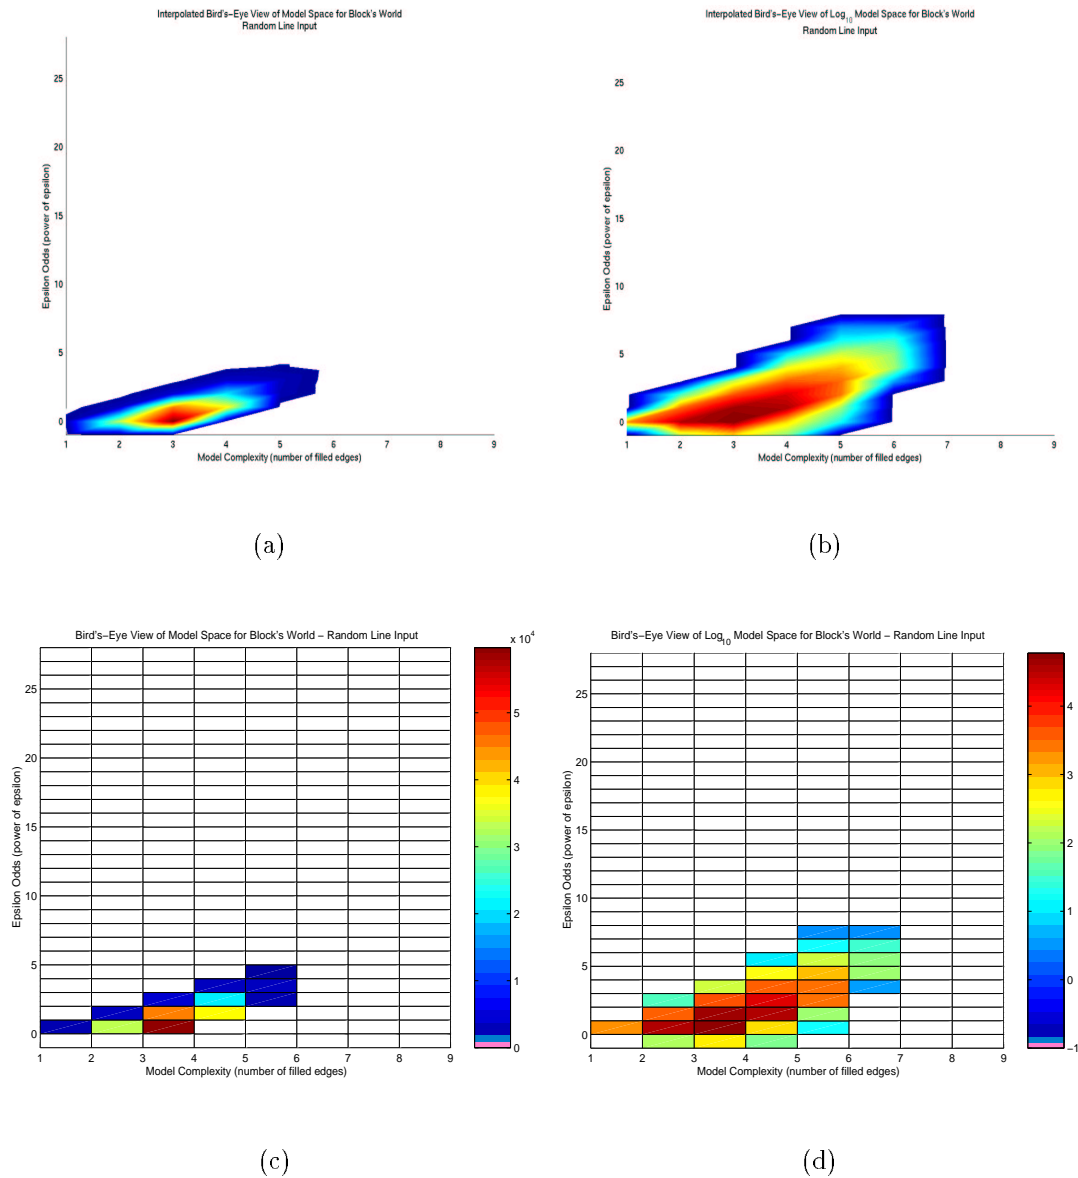 Interpolated Bird's-Eye View of Model Space for Block's World
Random Line Input
25
20
15
10
5
0
Epsilon Odds (power of epsilon)
1 2 3 4 5 6 7 8 9
Model Complexity (number of filled edges)
(a)
Interpolated Bird's-Eye View of Log10 Model Space for Block's World
Random Line Input
25
20
15
10
5
0
Epsilon Odds (power of epsilon)
1 2 3 4 5 6 7 8 9
Model Complexity (number of filled edges)
(b)
Bird's-Eye View of Model Space for Block's World - Random Line Input
x 10^4
25
20
15
10
5
0
Epsilon Odds (power of epsilon)
1 2 3 4 5 6 7 8 9
Model Complexity (number of filled edges)
5
4
3
2
1
0
(c)
Bird's-Eye View of Log10 Model Space for Block's World - Random Line Input
25
20
15
10
5
0
Epsilon Odds (power of epsilon)
1 2 3 4 5 6 7 8 9
Model Complexity (number of filled edges)
4
3
2
1
0
-1
(d)